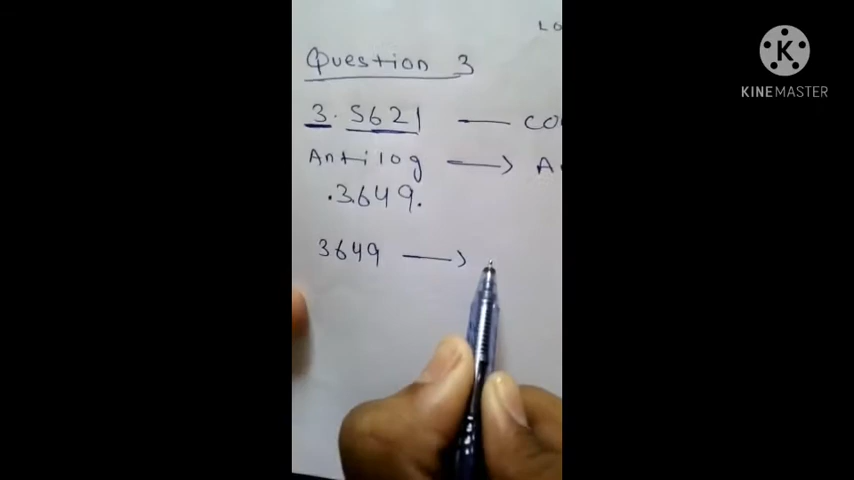 Question 3
3.5621 — CO
Antilog → A
.3649.
3649 →
KINEMASTER